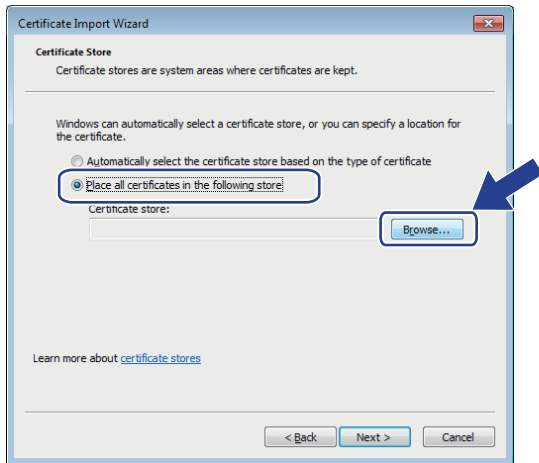 Certificate Import Wizard
Certificate Store
Certificate stores are system areas where certificates are kept.
Windows can automatically select a certificate store, or you can specify a location for
the certificate.
Automatically select the certificate store based on the type of certificate
Place all certificates in the following store
Certificate store:
Browse...
Learn more about certificate stores
< Back
Next >
Cancel